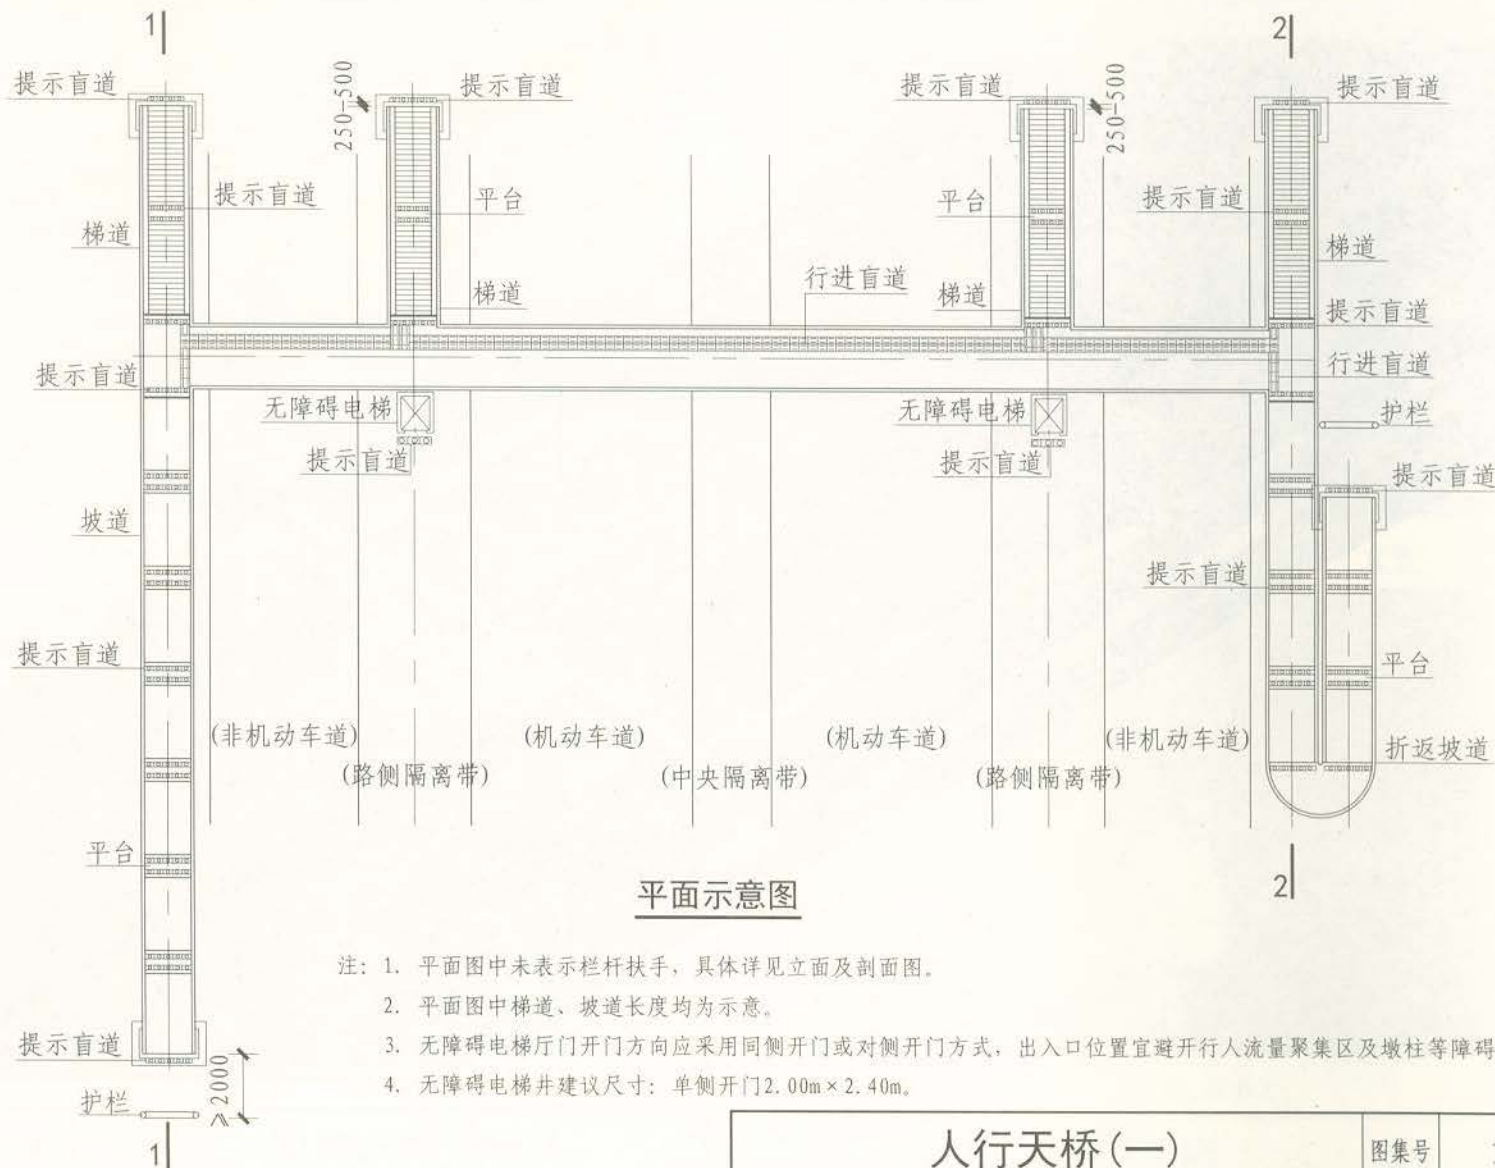 1
2
提示盲道
250-500
提示盲道
提示盲道
250-500
提示盲道
提示盲道
平台
平台
提示盲道
梯道
梯道
行进盲道
梯道
梯道
提示盲道
提示盲道
行进盲道
无障碍电梯
无障碍电梯
护栏
提示盲道
提示盲道
提示盲道
坡道
提示盲道
提示盲道
平台
(非机动车道)
(机动车道)
(机动车道)
(非机动车道)
折返坡道
(路侧隔离带)
(中央隔离带)
(路侧隔离带)
平台
2
平面示意图
注: 1. 平面图中未表示栏杆扶手，具体详见立面及剖面图。
2. 平面图中梯道、坡道长度均为示意。
提示盲道
3. 无障碍电梯厅门开门方向应采用同侧开门或对侧开门方式，出入口位置宜避开行人流量聚集区及墩柱等障碍
≥2000
4. 无障碍电梯井建议尺寸: 单侧开门2.00m×2.40m。
护栏
1
人行天桥(一)
图集号